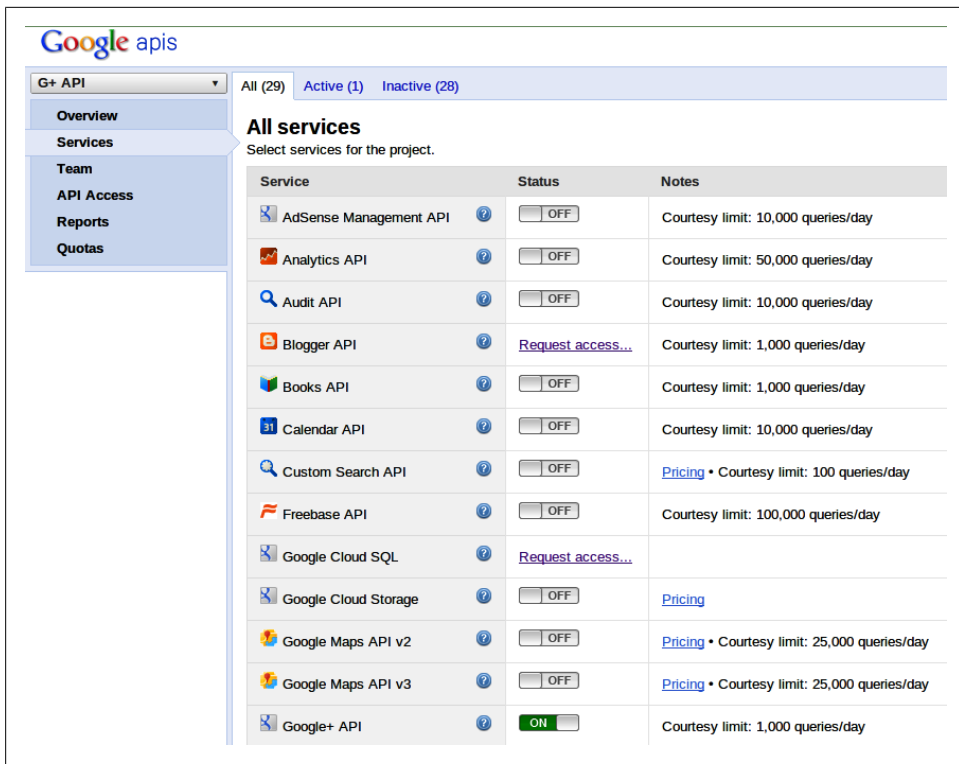 Google apis
G+ API
All (29) Active (1) Inactive (28)
Overview
Services
Team
API Access
Reports
Quotas
All services
Select services for the project.
Service Status Notes
AdSense Management API ? OFF Courtesy limit: 10,000 queries/day
Analytics API ? OFF Courtesy limit: 50,000 queries/day
Audit API ? OFF Courtesy limit: 10,000 queries/day
Blogger API ? Request access... Courtesy limit: 1,000 queries/day
Books API ? OFF Courtesy limit: 1,000 queries/day
31 Calendar API ? OFF Courtesy limit: 10,000 queries/day
Custom Search API ? OFF Pricing • Courtesy limit: 100 queries/day
Freebase API ? OFF Courtesy limit: 100,000 queries/day
Google Cloud SQL ? Request access...
Google Cloud Storage ? OFF Pricing
Google Maps API v2 ? OFF Pricing • Courtesy limit: 25,000 queries/day
Google Maps API v3 ? OFF Pricing • Courtesy limit: 25,000 queries/day
Google+ API ? ON Courtesy limit: 1,000 queries/day